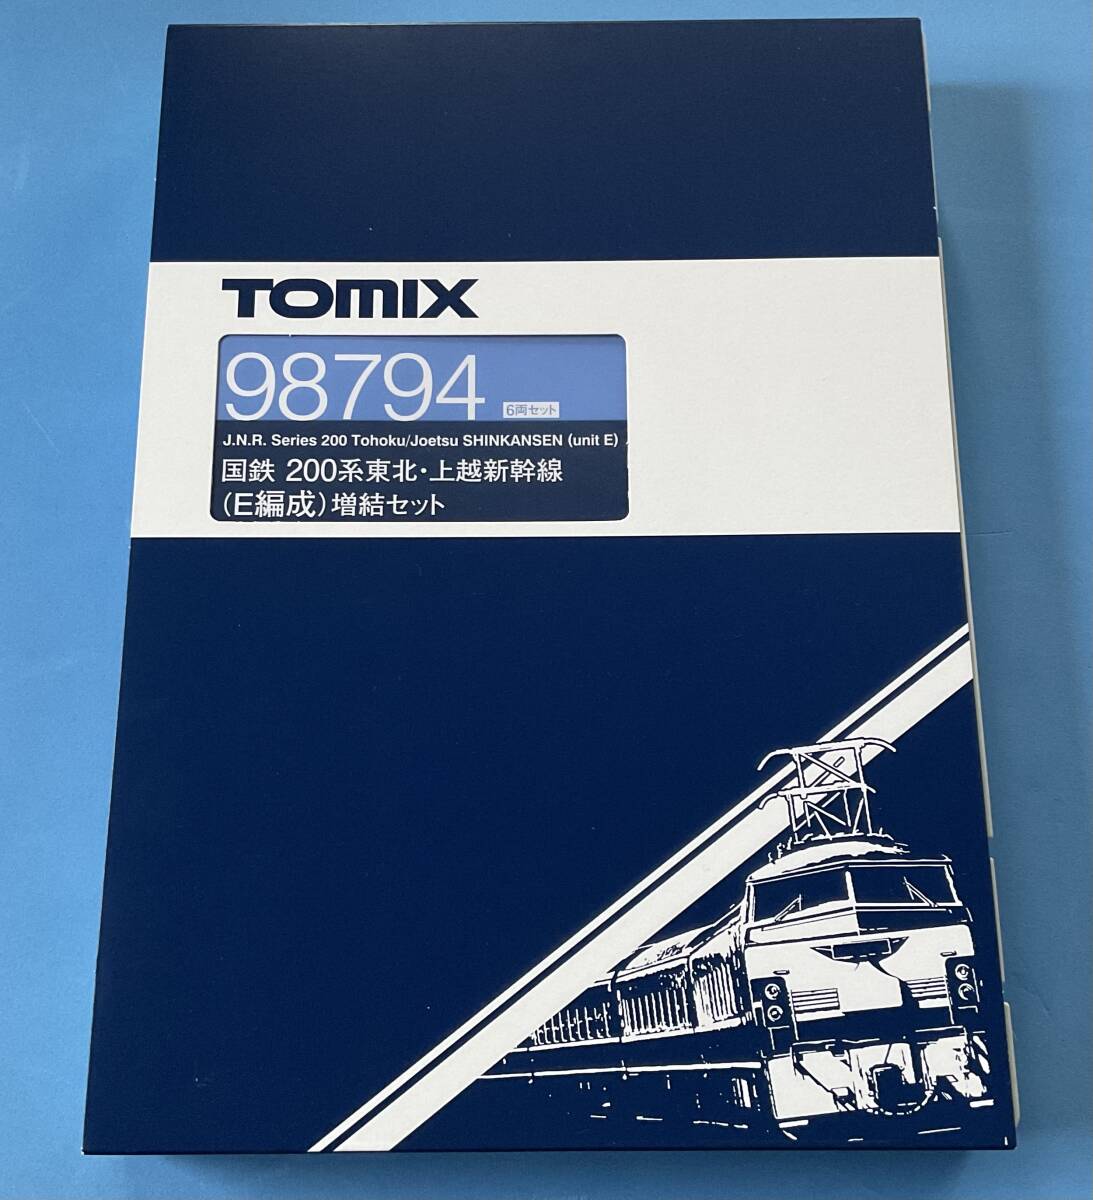 TOMIX
98794
6両セット
J.N.R. Series 200 Tohoku/Joetsu SHINKANSEN (unit E)
国鉄 200系東北・上越新幹線
(E編成)増結セット